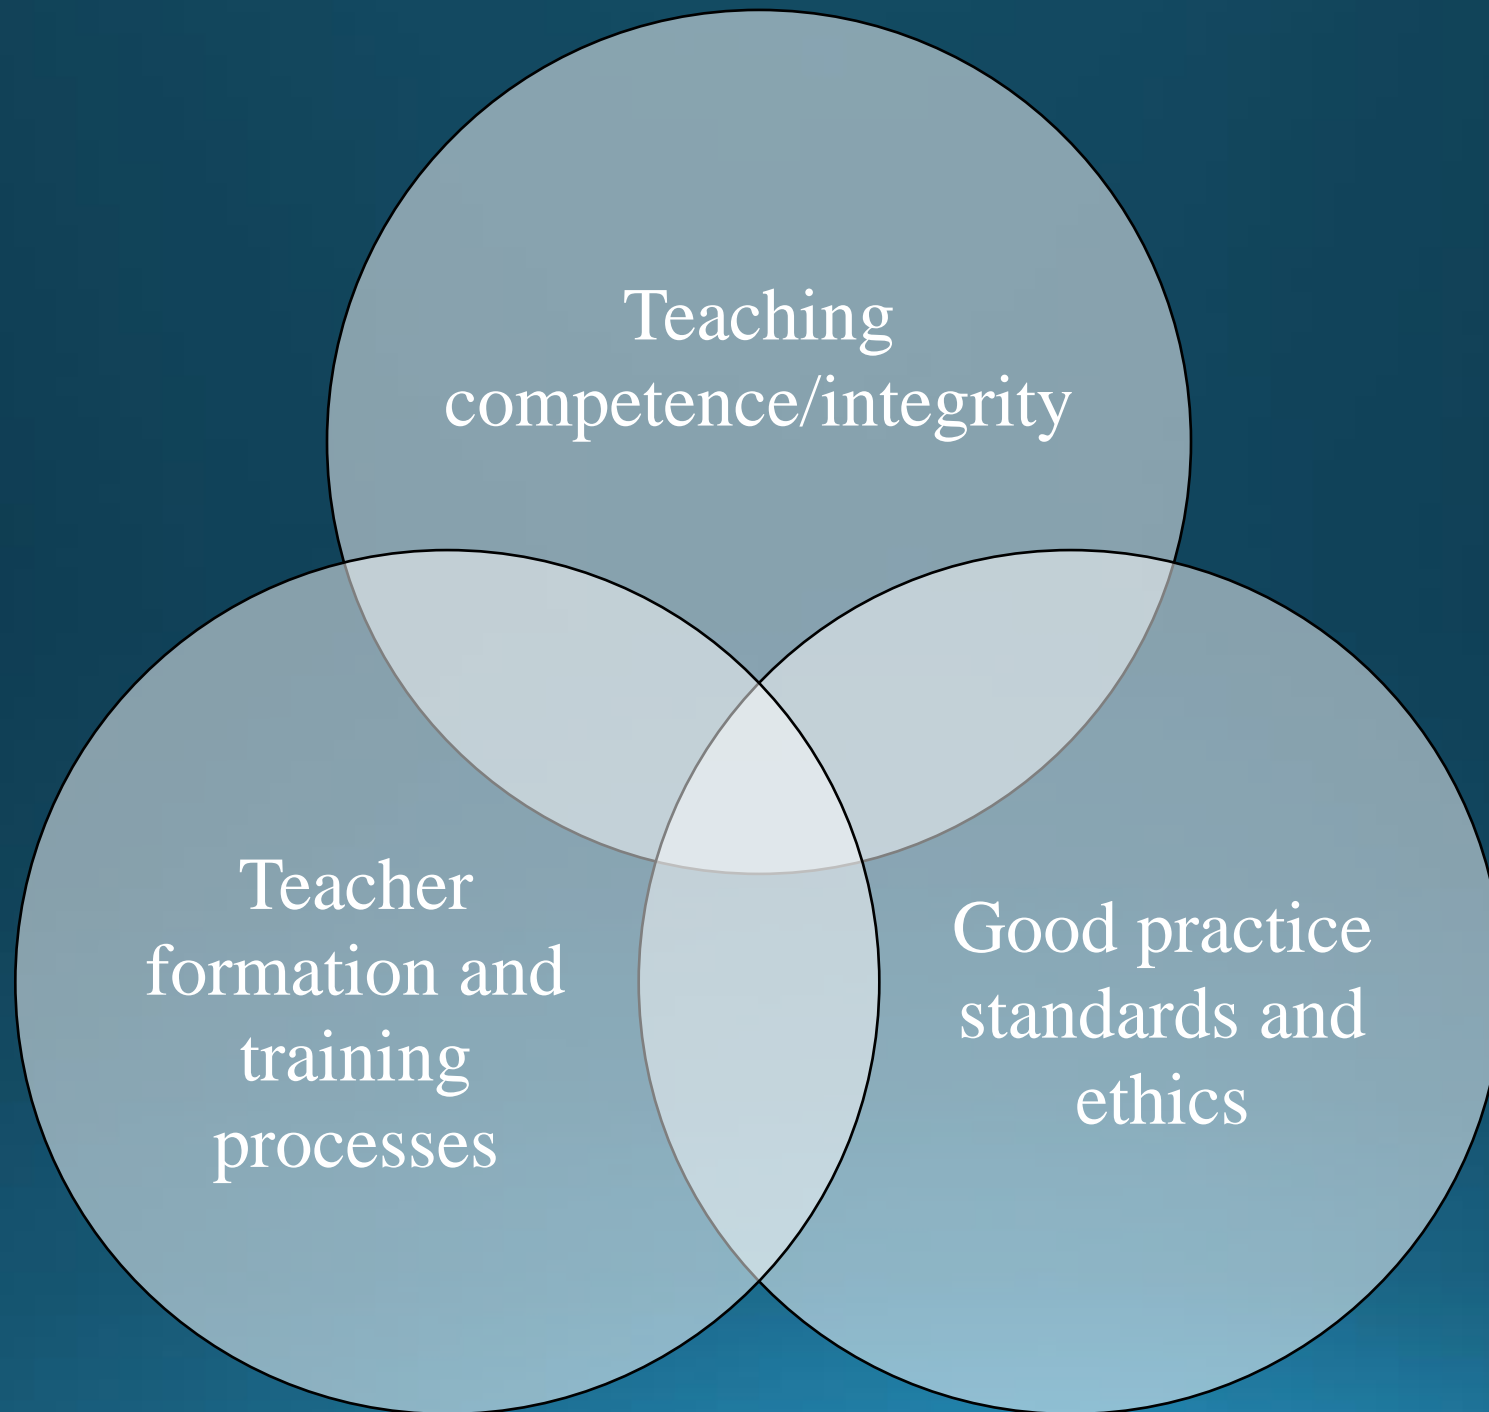 Teaching
competence/integrity
Teacher
formation and
training
processes
Good practice
standards and
ethics